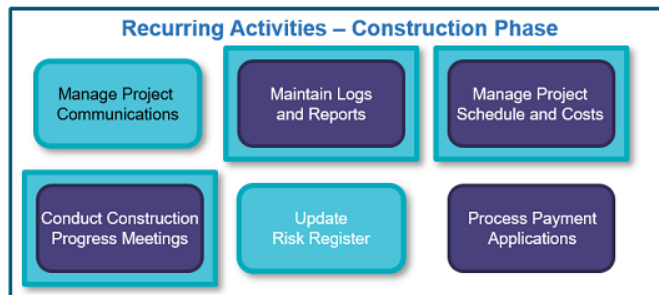 Recurring Activities – Construction Phase
Manage Project
Communications
Maintain Logs
and Reports
Manage Project
Schedule and Costs
Conduct Construction
Progress Meetings
Update
Risk Register
Process Payment
Applications